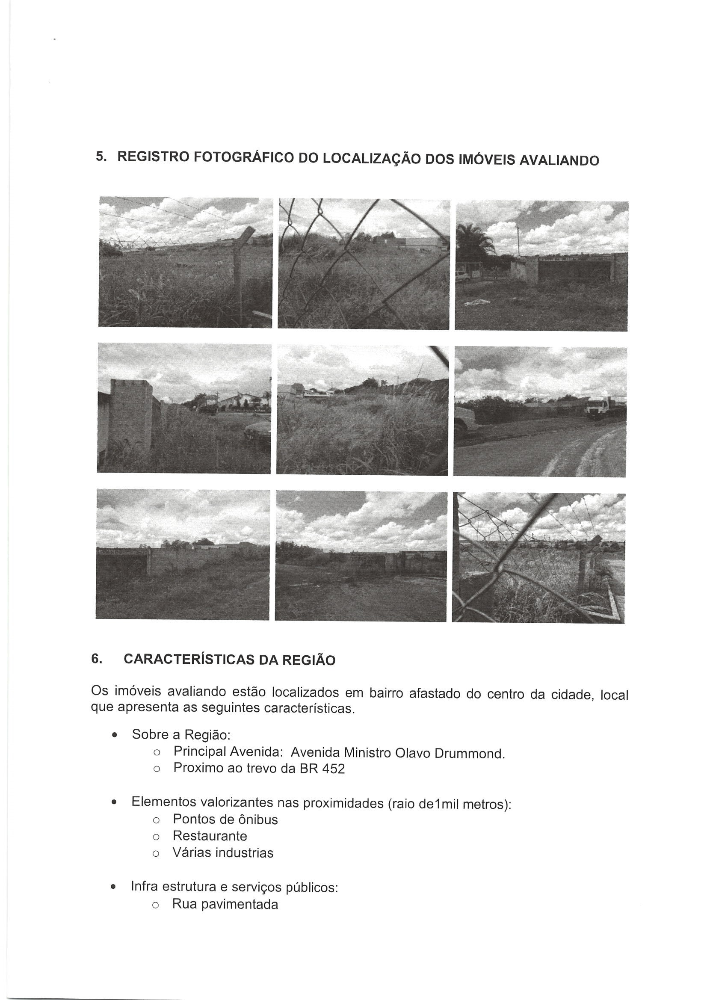 5. REGISTRO FOTOGRÁFICO DO LOCALIZAÇÃO DOS IMÓVEIS AVALIANDO
6. CARACTERÍSTICAS DA REGIÃO
Os imóveis avaliando estão localizados em bairro afastado do centro da cidade, local
que apresenta as seguintes características.
• Sobre a Região:
o Principal Avenida: Avenida Ministro Olavo Drummond.
o Proximo ao trevo da BR 452
• Elementos valorizantes nas proximidades (raio de1mil metros):
o Pontos de ônibus
o Restaurante
o Várias industrias
• Infra estrutura e serviços públicos:
o Rua pavimentada